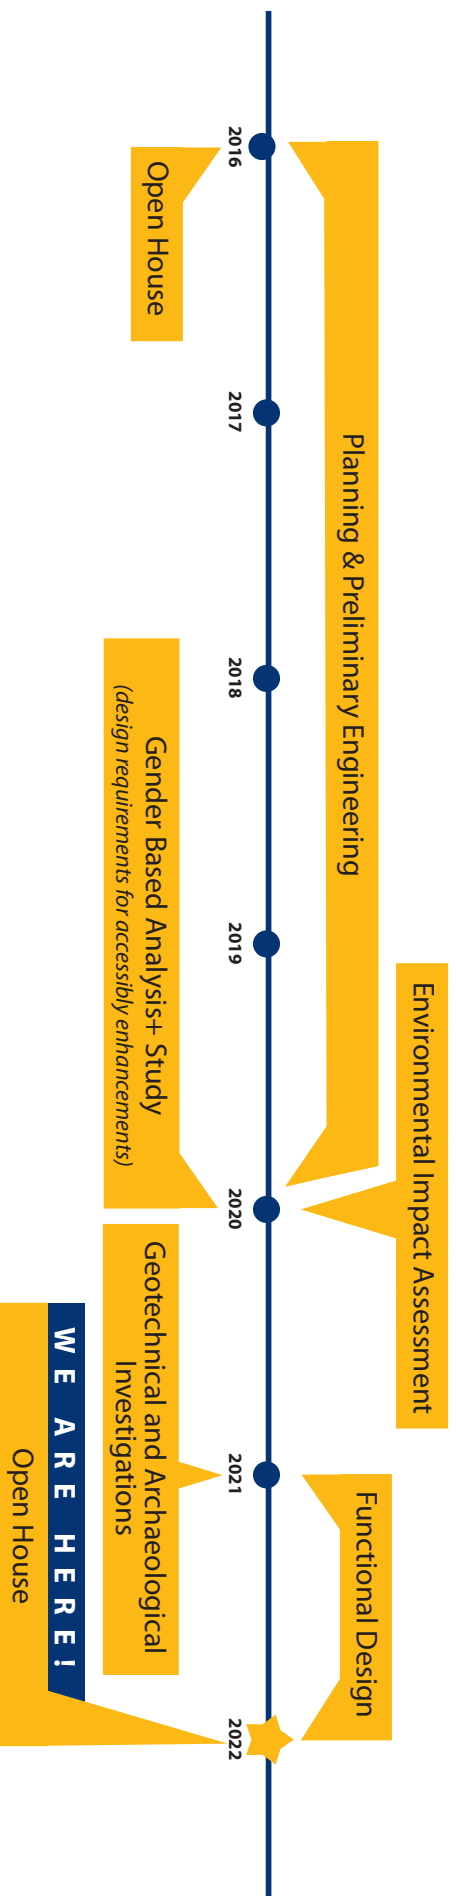 Environmental Impact Assessment
Planning & Preliminary Engineering
Functional Design
2016
2017
2018
2019
2020
2021
2022
Open House
Gender Based Analysis+ Study
(design requirements for accessibly enhancements)
Geotechnical and Archaeological
Investigations
WE ARE HERE!
Open House